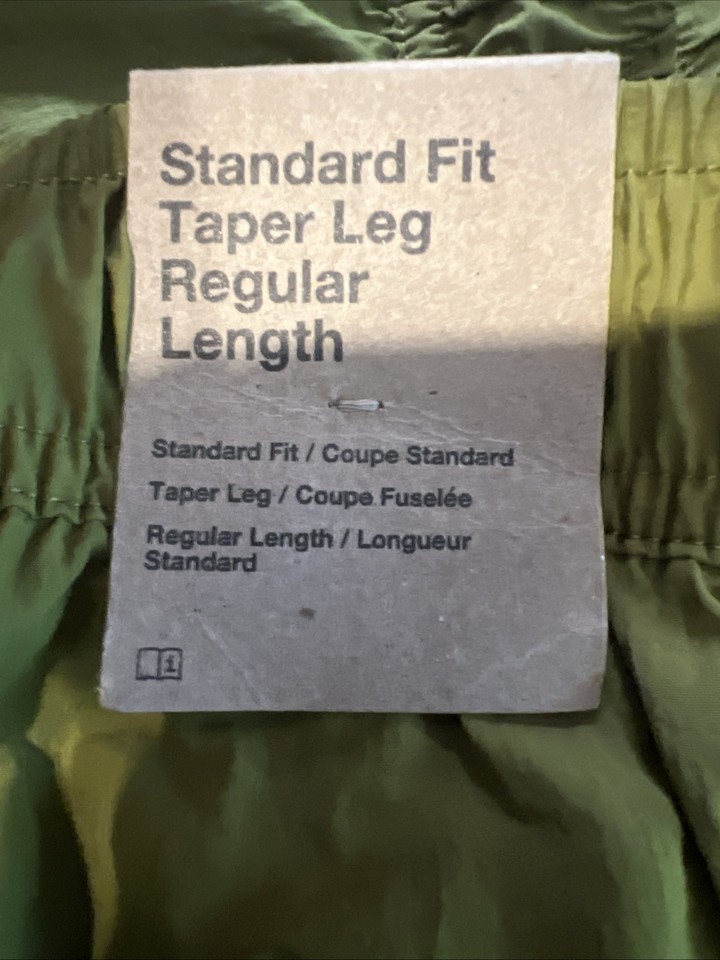 Standard Fit
Taper Leg
Regular
Length
Standard Fit / Coupe Standard
Taper Leg / Coupe Fuselée
Regular Length / Longueur
Standard
i